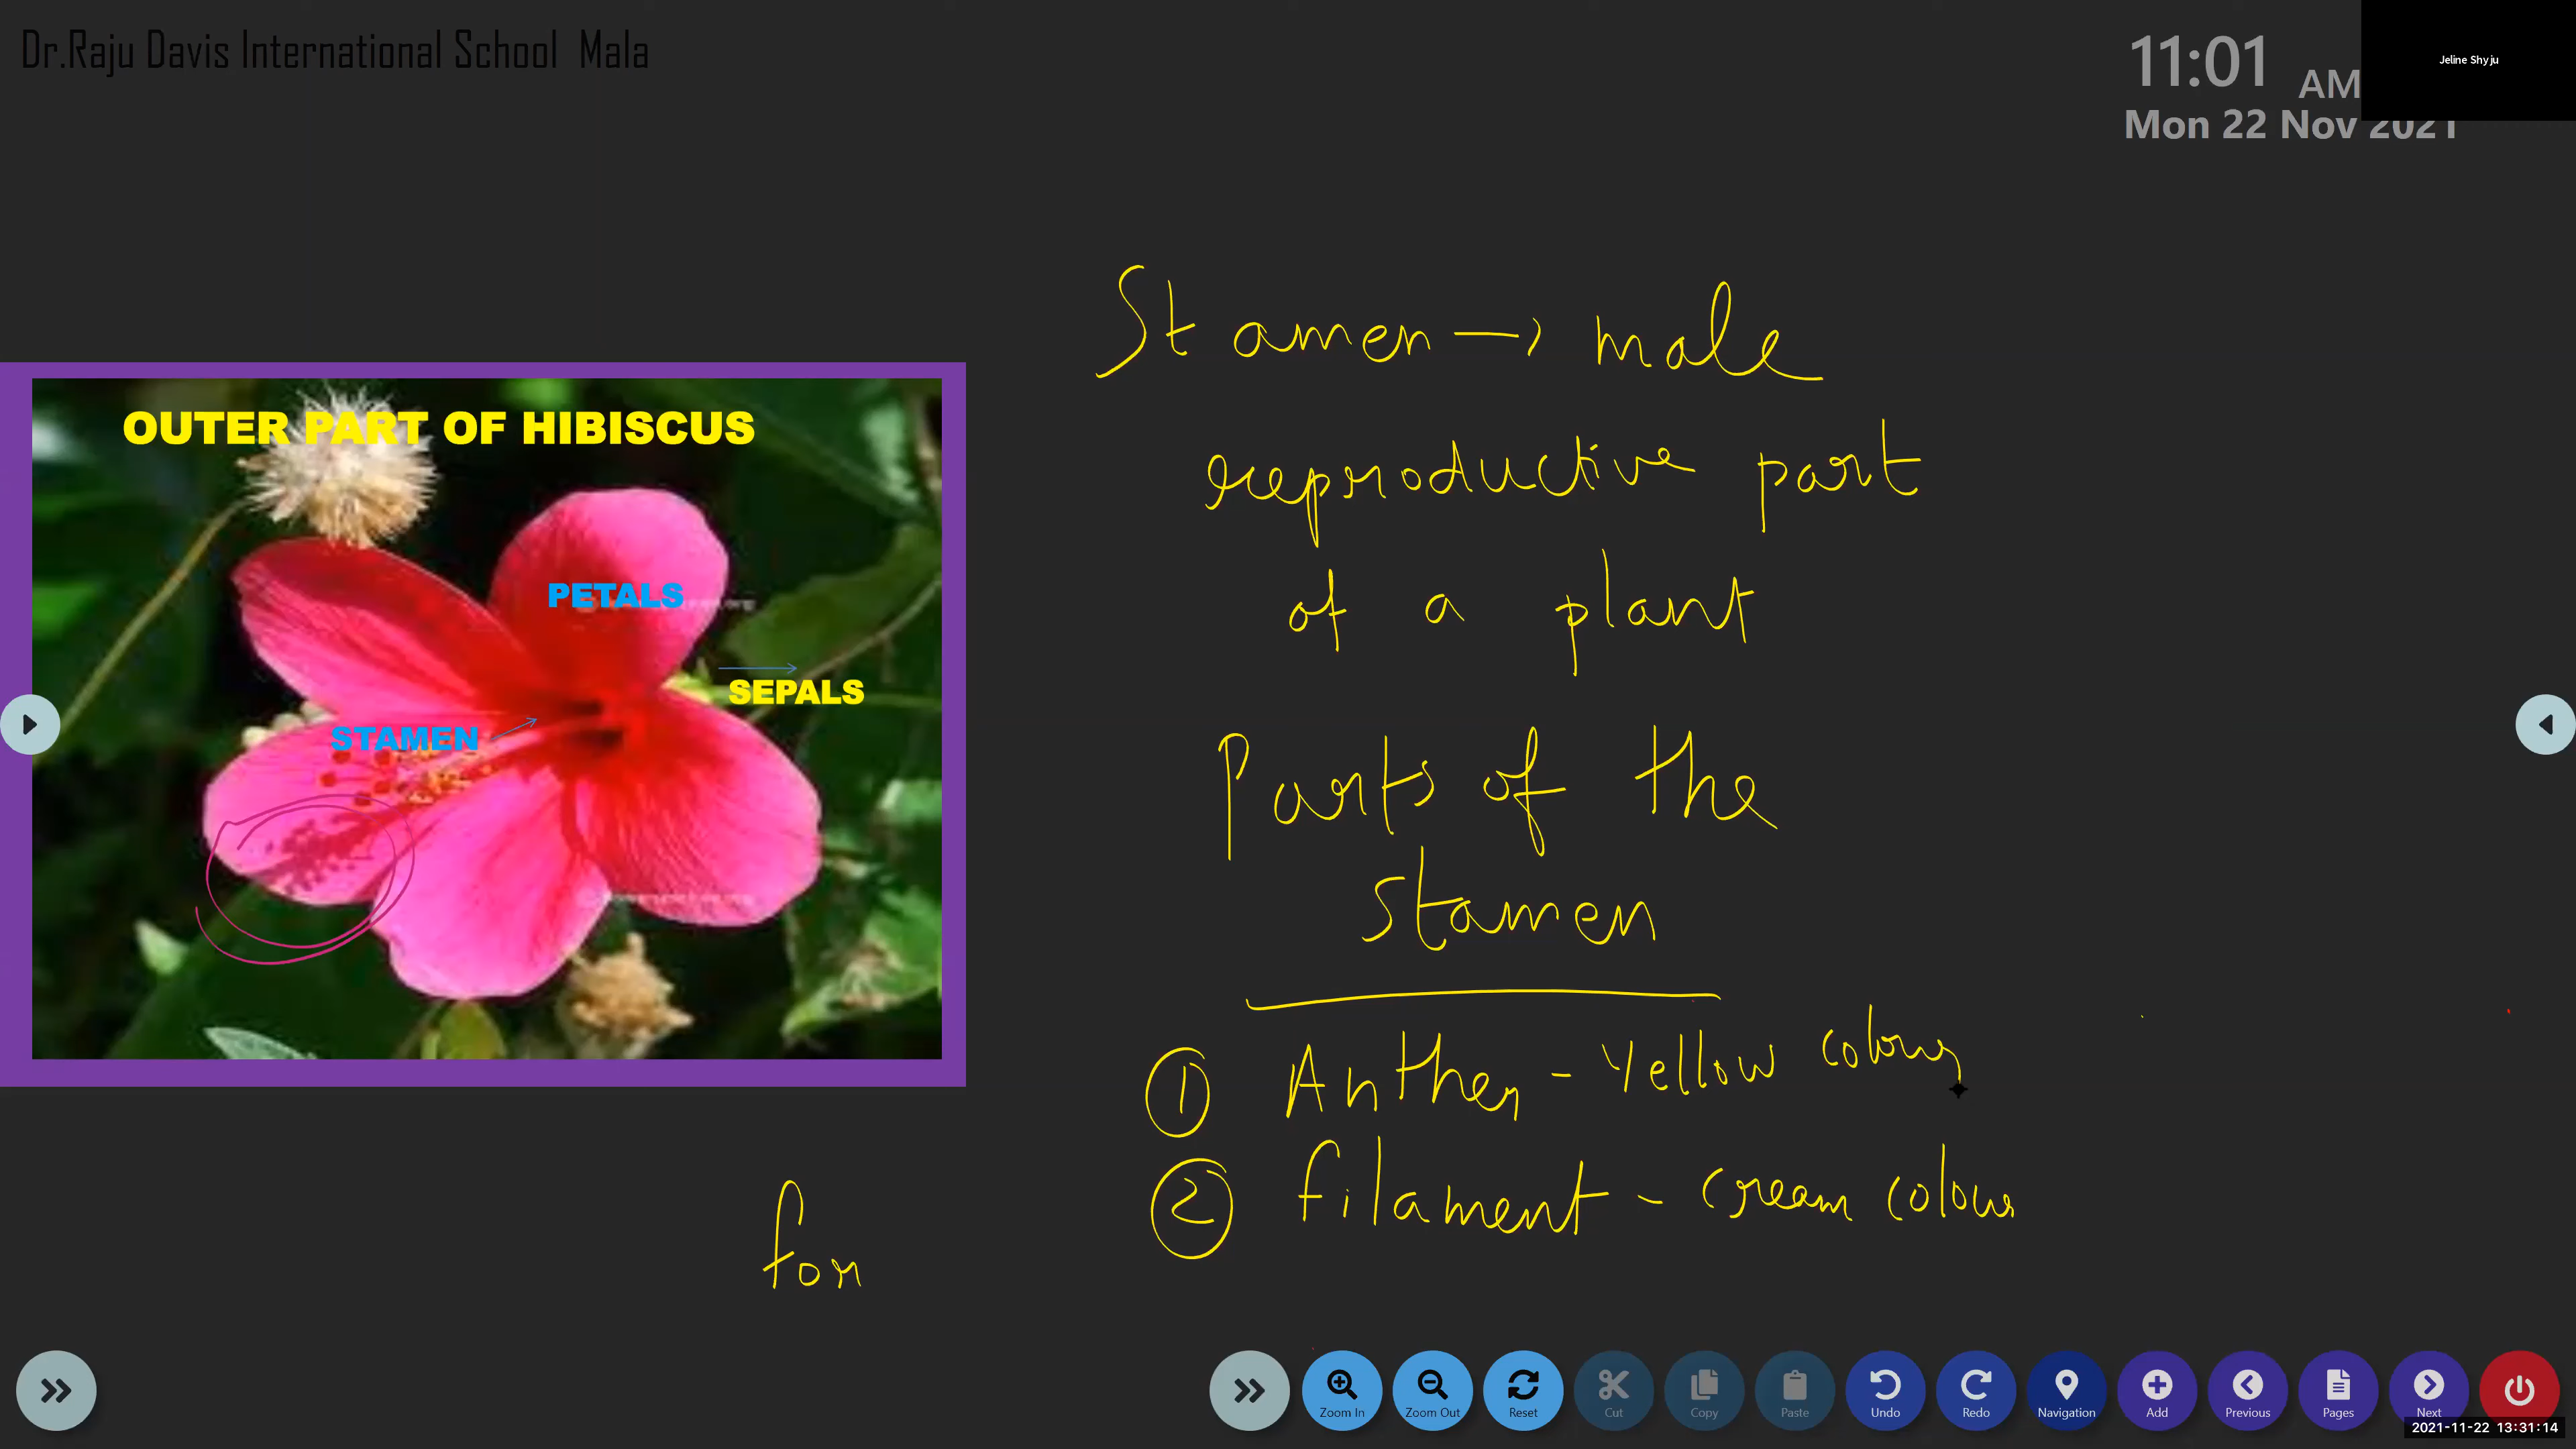 Dr.Raju Davis International School Mala
11:01 AM
Mon 22 Nov 2021
Jeline Shyju
OUTER PART OF HIBISCUS
PETALS
SEPALS
STAMEN
Stamen → male
reproductive part
of a plant
Parts of the
Stamen
① Anther - Yellow colour
② filament - Cream colour
for
Zoom In
Zoom Out
Reset
Cut
Copy
Paste
Undo
Redo
Navigation
Add
Previous
Pages
Next
2021-11-22 13:31:14